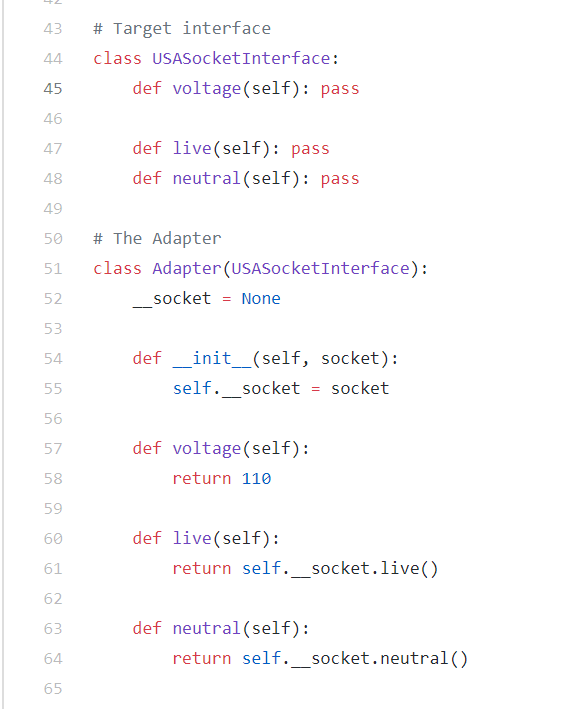 42
43 # Target interface
44 class USASocketInterface:
45     def voltage(self): pass
46
47     def live(self): pass
48     def neutral(self): pass
49
50 # The Adapter
51 class Adapter(USASocketInterface):
52     __socket = None
53
54     def __init__(self, socket):
55         self.__socket = socket
56
57     def voltage(self):
58         return 110
59
60     def live(self):
61         return self.__socket.live()
62
63     def neutral(self):
64         return self.__socket.neutral()
65